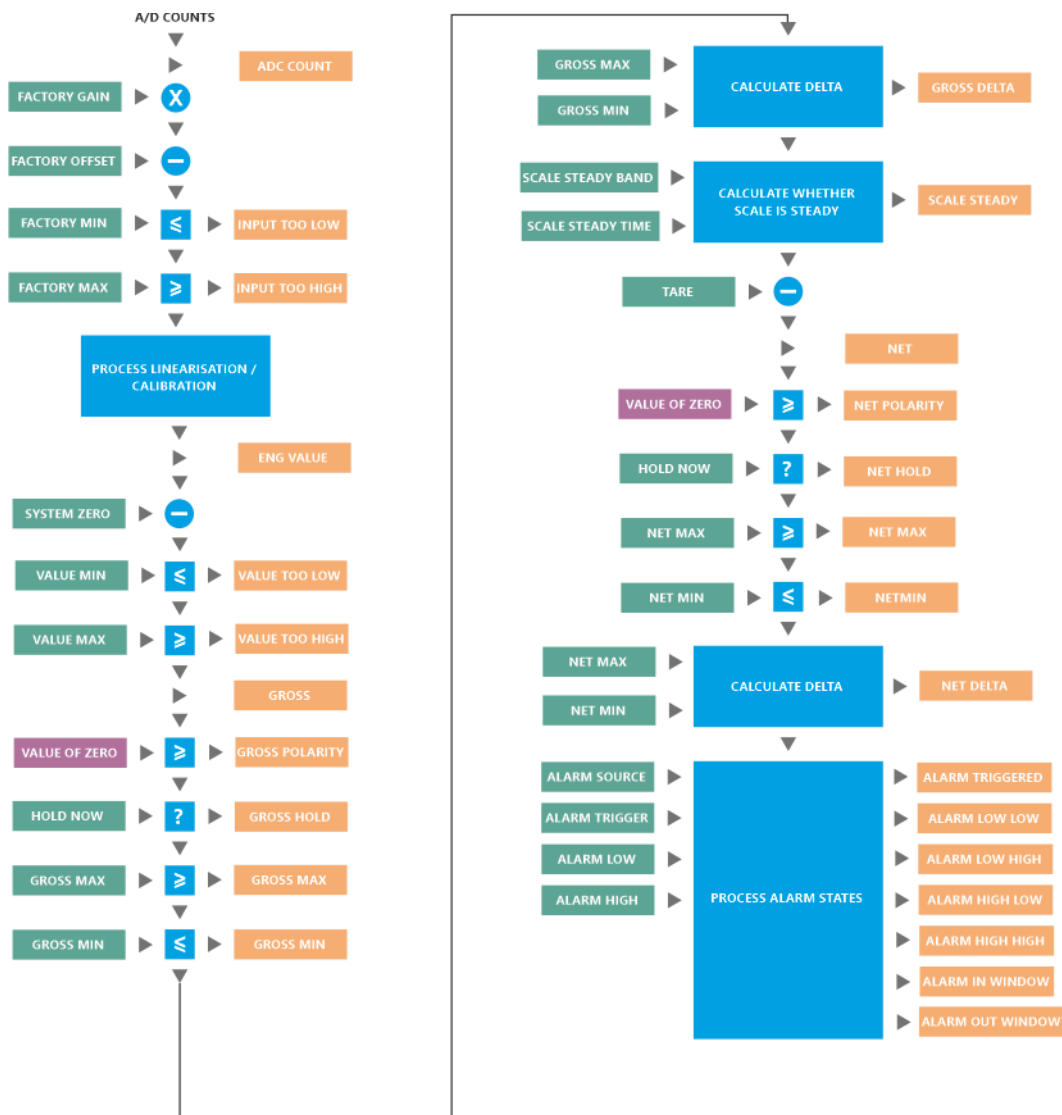 A/D COUNTS
ADC COUNT
FACTORY GAIN
X
FACTORY OFFSET
−
FACTORY MIN
≤
INPUT TOO LOW
FACTORY MAX
≥
INPUT TOO HIGH
PROCESS LINEARISATION /
CALIBRATION
ENG VALUE
SYSTEM ZERO
−
VALUE MIN
≤
VALUE TOO LOW
VALUE MAX
≥
VALUE TOO HIGH
GROSS
VALUE OF ZERO
≥
GROSS POLARITY
HOLD NOW
?
GROSS HOLD
GROSS MAX
≥
GROSS MAX
GROSS MIN
≤
GROSS MIN
GROSS MAX
GROSS MIN
CALCULATE DELTA
GROSS DELTA
SCALE STEADY BAND
SCALE STEADY TIME
CALCULATE WHETHER
SCALE IS STEADY
SCALE STEADY
TARE
−
NET
VALUE OF ZERO
≥
NET POLARITY
HOLD NOW
?
NET HOLD
NET MAX
≥
NET MAX
NET MIN
≤
NETMIN
NET MAX
NET MIN
CALCULATE DELTA
NET DELTA
ALARM SOURCE
ALARM TRIGGER
ALARM LOW
ALARM HIGH
PROCESS ALARM STATES
ALARM TRIGGERED
ALARM LOW LOW
ALARM LOW HIGH
ALARM HIGH LOW
ALARM HIGH HIGH
ALARM IN WINDOW
ALARM OUT WINDOW